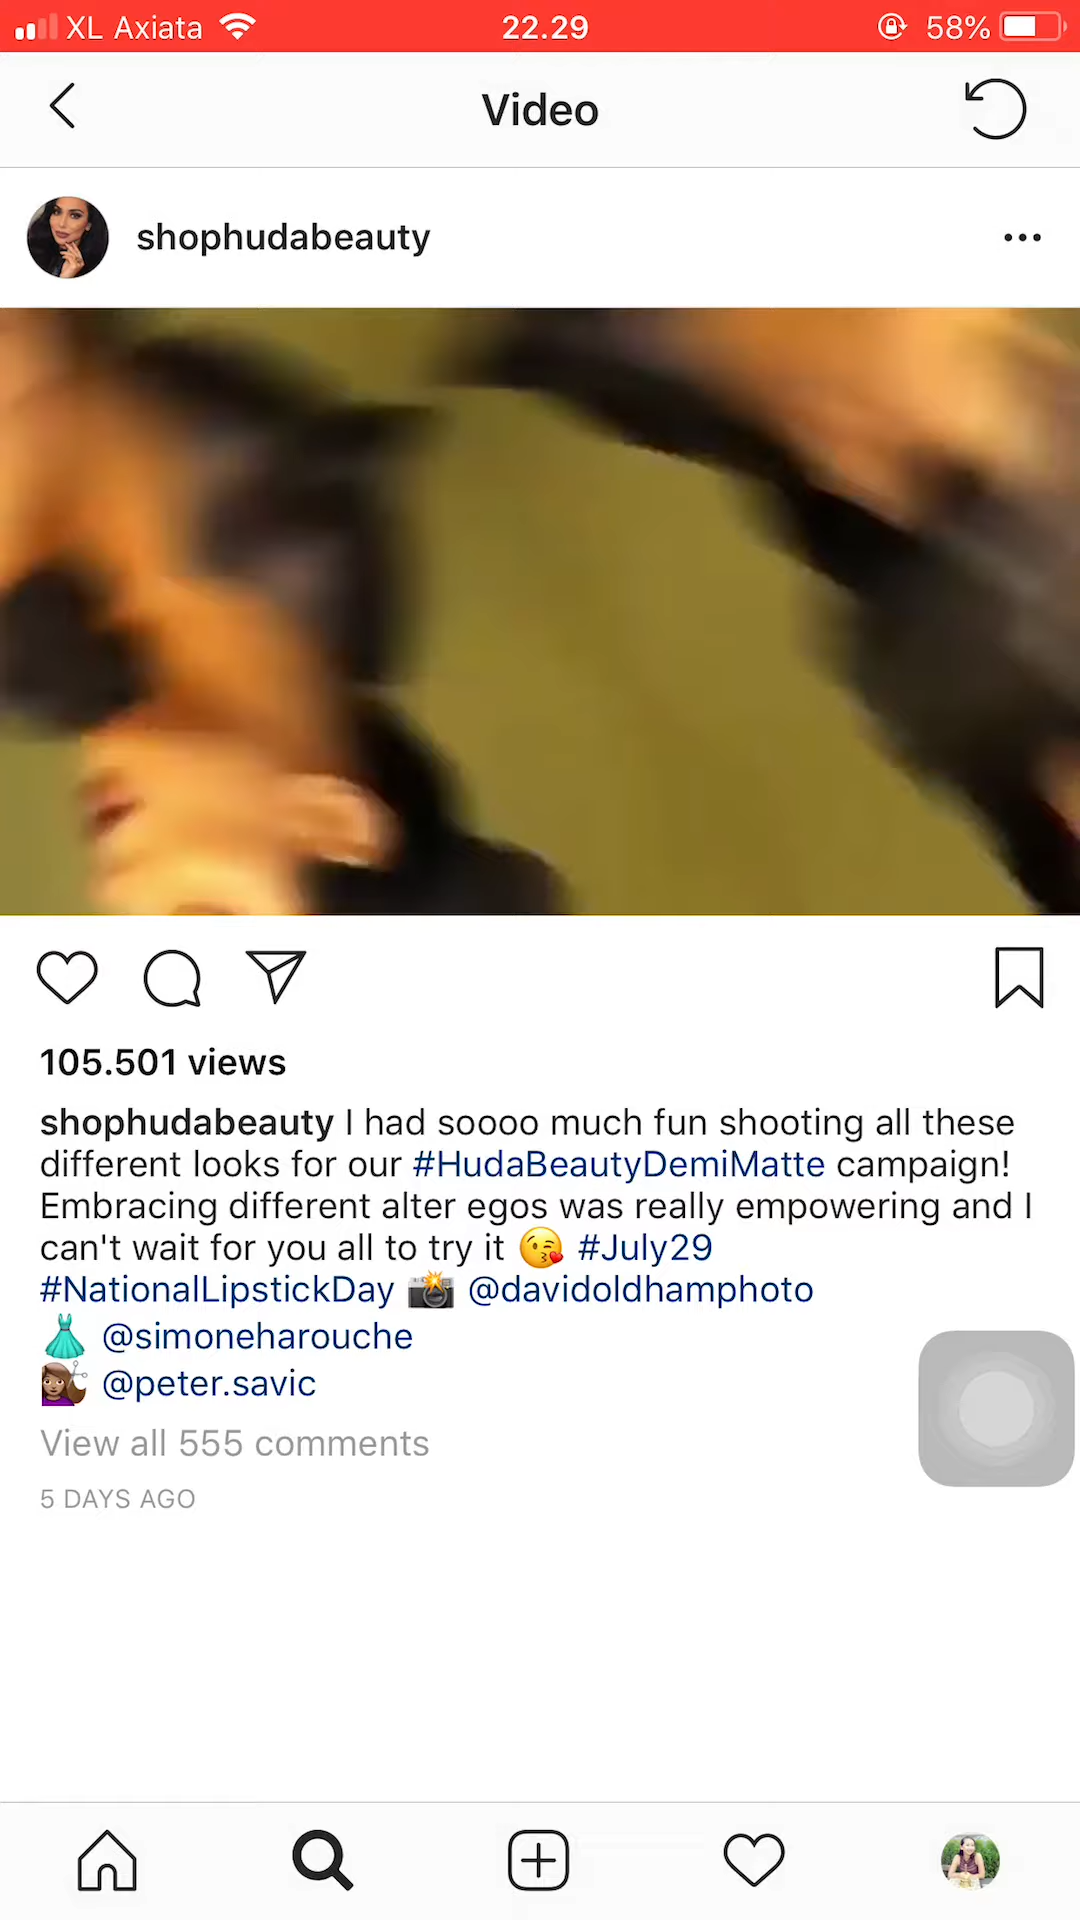 XL Axiata 22.29 58%
Video
shophudabeauty
105.501 views
shophudabeauty I had soooo much fun shooting all these
different looks for our #HudaBeautyDemiMatte campaign!
Embracing different alter egos was really empowering and I
can't wait for you all to try it 😘 #July29
#NationalLipstickDay 📸 @davidoldhamphoto
👗 @simoneharouche
💇🏽‍♀️ @peter.savic
View all 555 comments
5 DAYS AGO